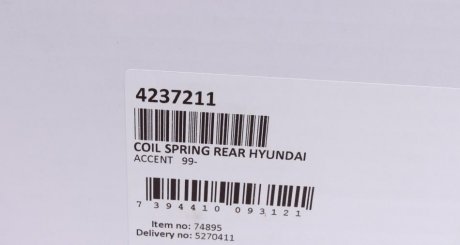 4237211
COIL SPRING REAR HYUNDAI
ACCENT 99-
7 394410 093121
Item no: 74895
Delivery no: 5270411